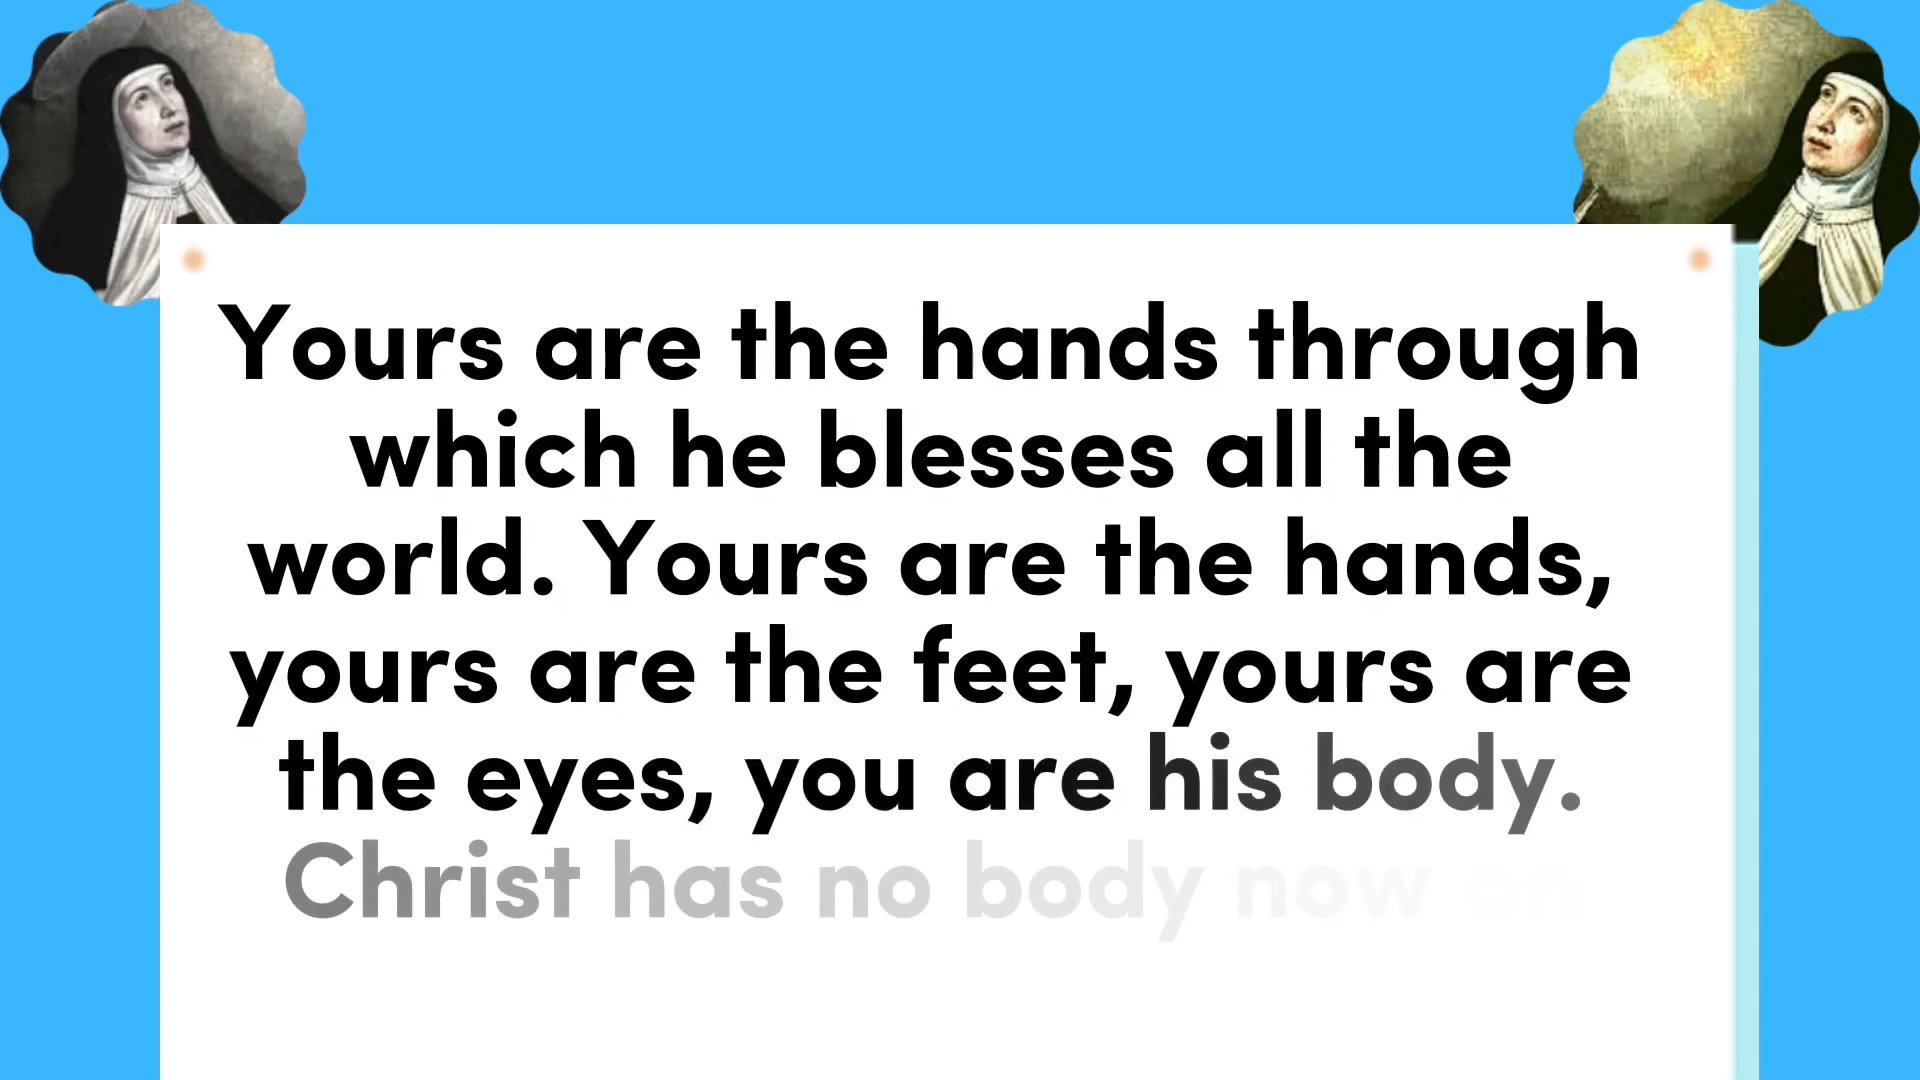 Yours are the hands through
which he blesses all the
world. Yours are the hands,
yours are the feet, yours are
the eyes, you are his body.
Christ has no body now on